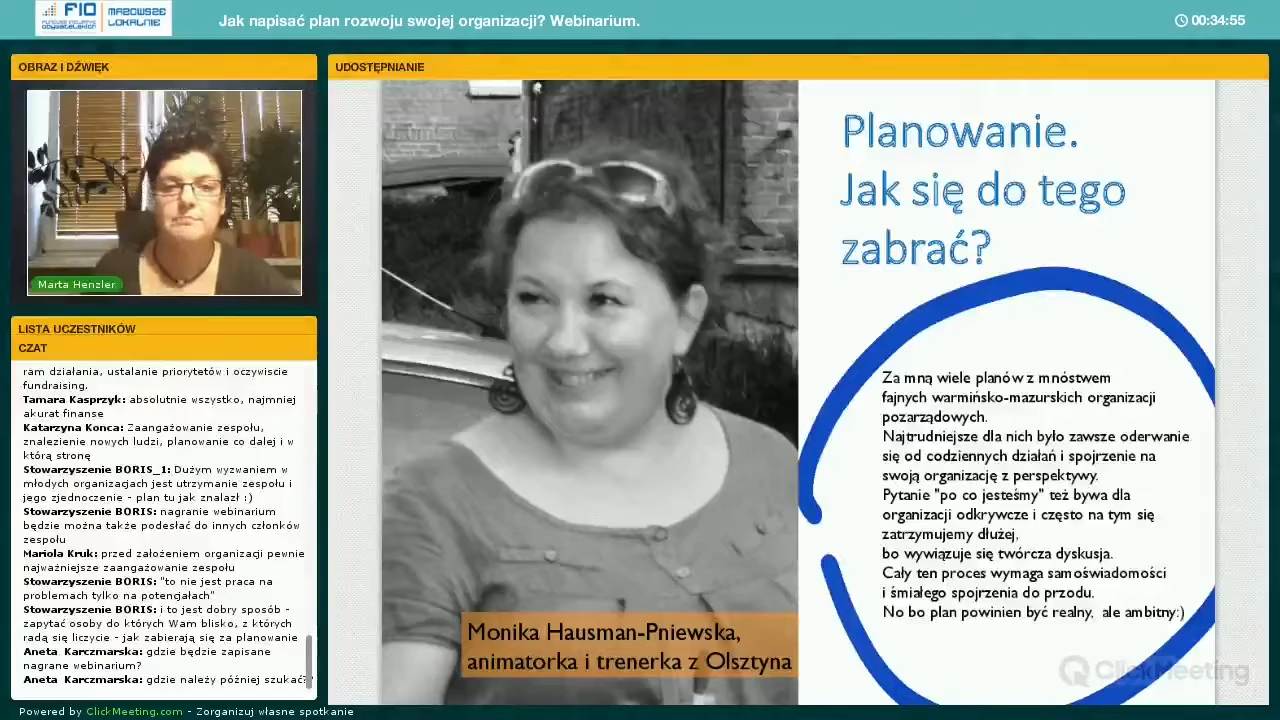 FIO
fundusz inicjatyw
obywatelskich
MAZOWSZE
LOKALNIE
Jak napisać plan rozwoju swojej organizacji? Webinarium.
00:34:55
OBRAZ I DŹWIĘK
Marta Henzler
LISTA UCZESTNIKÓW
CZAT
ram działania, ustalanie priorytetów i oczywiscie
fundraising.
Tamara Kasprzyk: absolutnie wszystko, najmniej
akurat finanse
Katarzyna Konca: Zaangażowanie zespołu,
znalezienie nowych ludzi, planowanie co dalej i w
którą stronę
Stowarzyszenie BORIS_1: Dużym wyzwaniem w
młodych organizacjach jest utrzymanie zespołu i
jego zjednoczenie - plan tu jak znalazł :)
Stowarzyszenie BORIS: nagranie webinarium
będzie można także podesłać do innych członków
zespołu
Mariola Kruk: przed założeniem organizacji pewnie
najważniejsze zaangażowanie zespołu
Stowarzyszenie BORIS: "to nie jest praca na
problemach tylko na potencjałach"
Stowarzyszenie BORIS: i to jest dobry sposób -
zapytać osoby do których Wam blisko, z których
radą się liczycie - jak zabierają się za planowanie
Aneta Karczmarska: gdzie będzie zapisane
nagrane webinarium?
Aneta Karczmarska: gdzie należy później szukać?
Powered by ClickMeeting.com - Zorganizuj własne spotkanie
UDOSTĘPNIANIE
Planowanie.
Jak się do tego
zabrać?
Za mną wiele planów z mnóstwem
fajnych warmińsko-mazurskich organizacji
pozarządowych.
Najtrudniejsze dla nich bylo zawsze oderwanie
się od codziennych działań i spojrzenie na
swoją organizację z perspektywy.
Pytanie "po co jesteśmy" też bywa dla
organizacji odkrywcze i często na tym się
zatrzymujemy dłużej,
bo wywiązuje się twórcza dyskusja.
Cały ten proces wymaga samoświadomości
i śmiałego spojrzenia do przodu.
No bo plan powinien być realny, ale ambitny:)
Monika Hausman-Pniewska,
animatorka i trenerka z Olsztyna
ClickMeeting